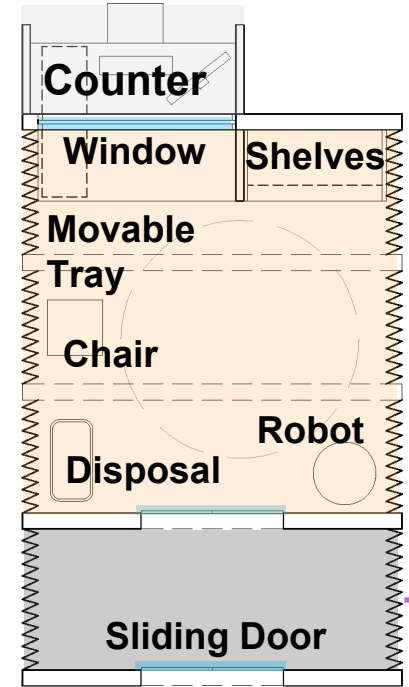 Counter
Window
Shelves
Movable
Tray
Chair
Robot
Disposal
Sliding Door